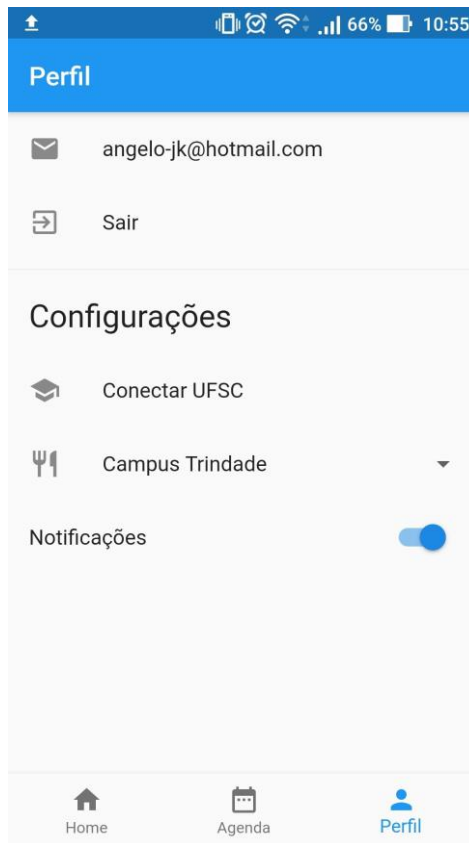 66% 10:55
Perfil
angelo-jk@hotmail.com
Sair
Configurações
Conectar UFSC
Campus Trindade
Notificações
Home Agenda Perfil